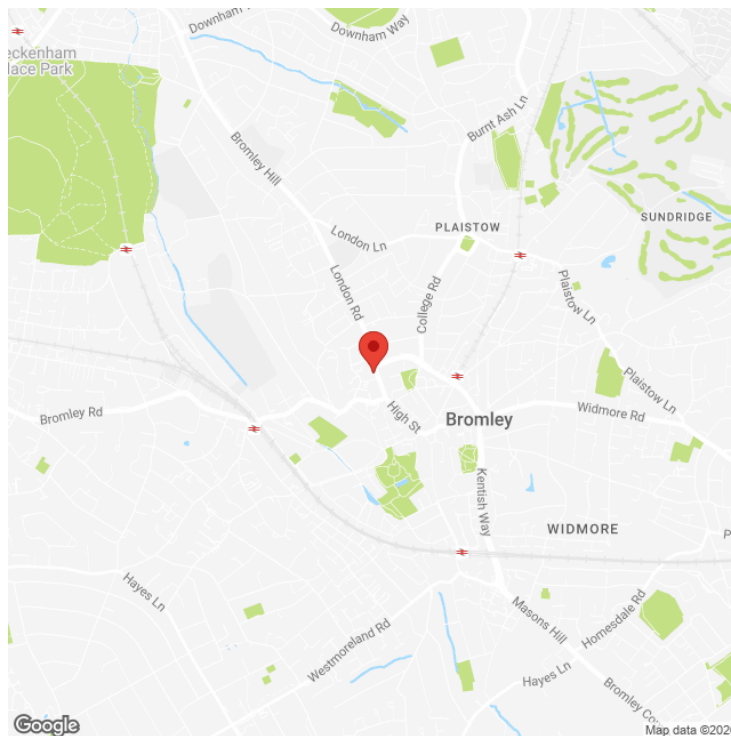 Downham
Downham Way
eckenham
lace Park
Burnt Ash Ln
Bromley Hill
PLAISTOW
SUNDRIDGE
London Ln
London Rd
College Rd
Plaistow Ln
Plaistow Ln
Bromley Rd
High St
Bromley
Widmore Rd
Kentish Way
WIDMORE
P
Hayes Ln
Masons Hill
Homesdale Rd
Westmoreland Rd
Hayes Ln
Bromley Co
Google
Map data ©202